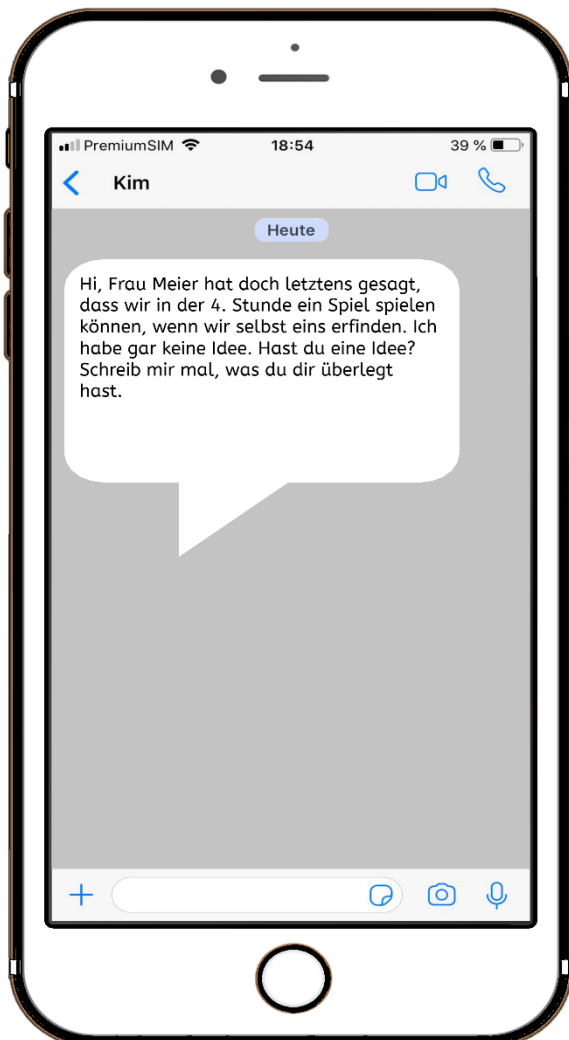 PremiumSIM 18:54 39 %
Kim
Heute
Hi, Frau Meier hat doch letztens gesagt,
dass wir in der 4. Stunde ein Spiel spielen
können, wenn wir selbst eins erfinden. Ich
habe gar keine Idee. Hast du eine Idee?
Schreib mir mal, was du dir überlegt
hast.